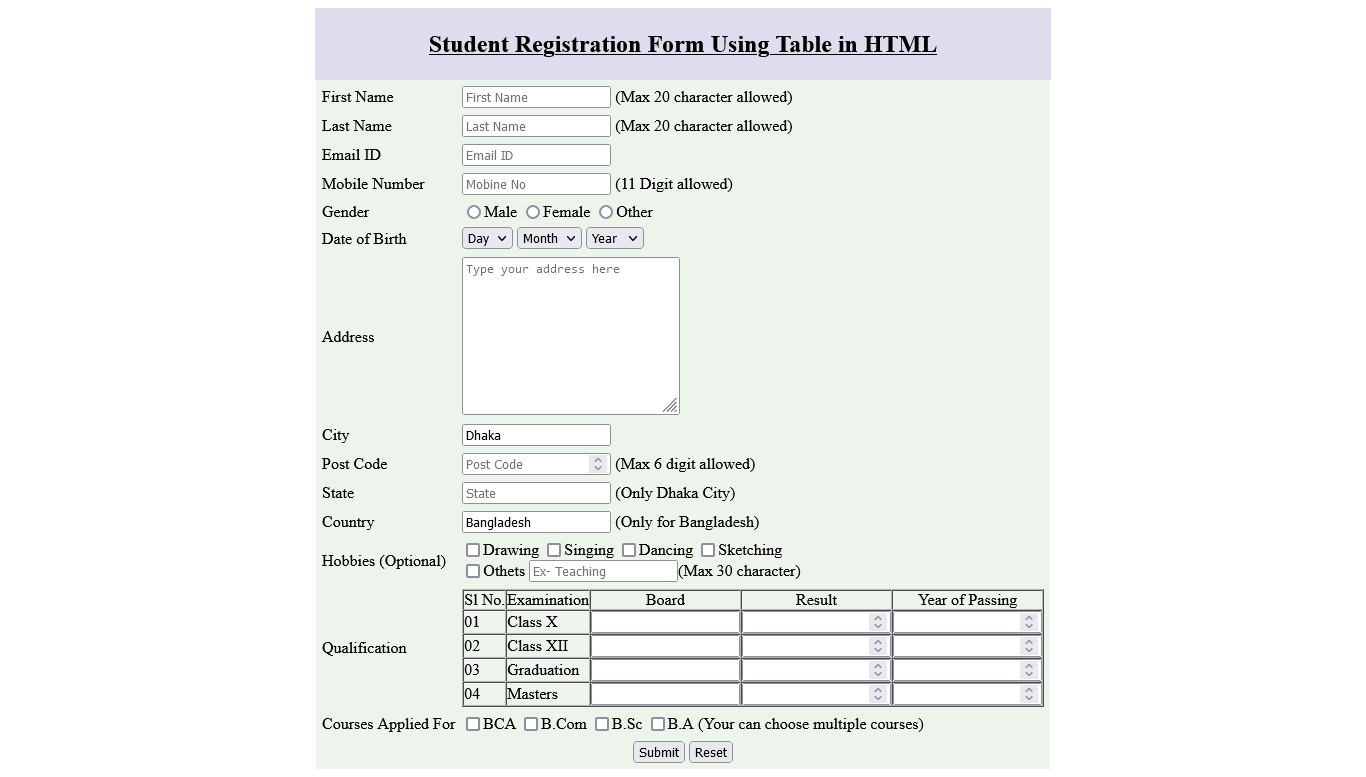 Student Registration Form Using Table in HTML
First Name First Name (Max 20 character allowed)
Last Name Last Name (Max 20 character allowed)
Email ID Email ID
Mobile Number Mobine No (11 Digit allowed)
Gender Male Female Other
Date of Birth Day Month Year
Address Type your address here
City Dhaka
Post Code Post Code (Max 6 digit allowed)
State State (Only Dhaka City)
Country Bangladesh (Only for Bangladesh)
Hobbies (Optional) Drawing Singing Dancing Sketching
Othets Ex- Teaching (Max 30 character)
Qualification
Sl No. Examination Board Result Year of Passing
01 Class X
02 Class XII
03 Graduation
04 Masters
Courses Applied For BCA B.Com B.Sc B.A (Your can choose multiple courses)
Submit Reset